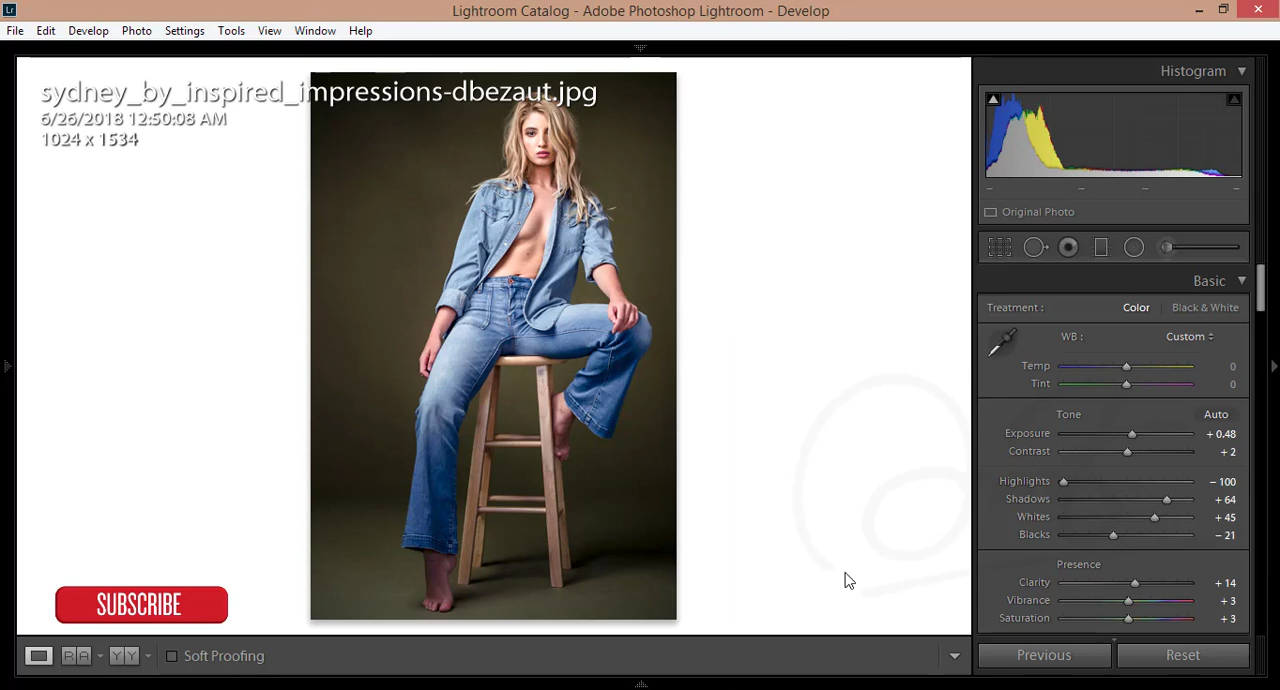 Lr Lightroom Catalog - Adobe Photoshop Lightroom - Develop
File Edit Develop Photo Settings Tools View Window Help
sydney_by_inspired_impressions-dbezaut.jpg
6/26/2018 12:50:08 AM
1024 x 1534
Histogram
Original Photo
Basic
Treatment : Color Black & White
WB : Custom
Temp 0
Tint 0
Tone Auto
Exposure + 0.48
Contrast + 2
Highlights − 100
Shadows + 64
Whites + 45
Blacks − 21
Presence
Clarity + 14
Vibrance + 3
Saturation + 3
SUBSCRIBE
R A Y Y Soft Proofing
Previous Reset